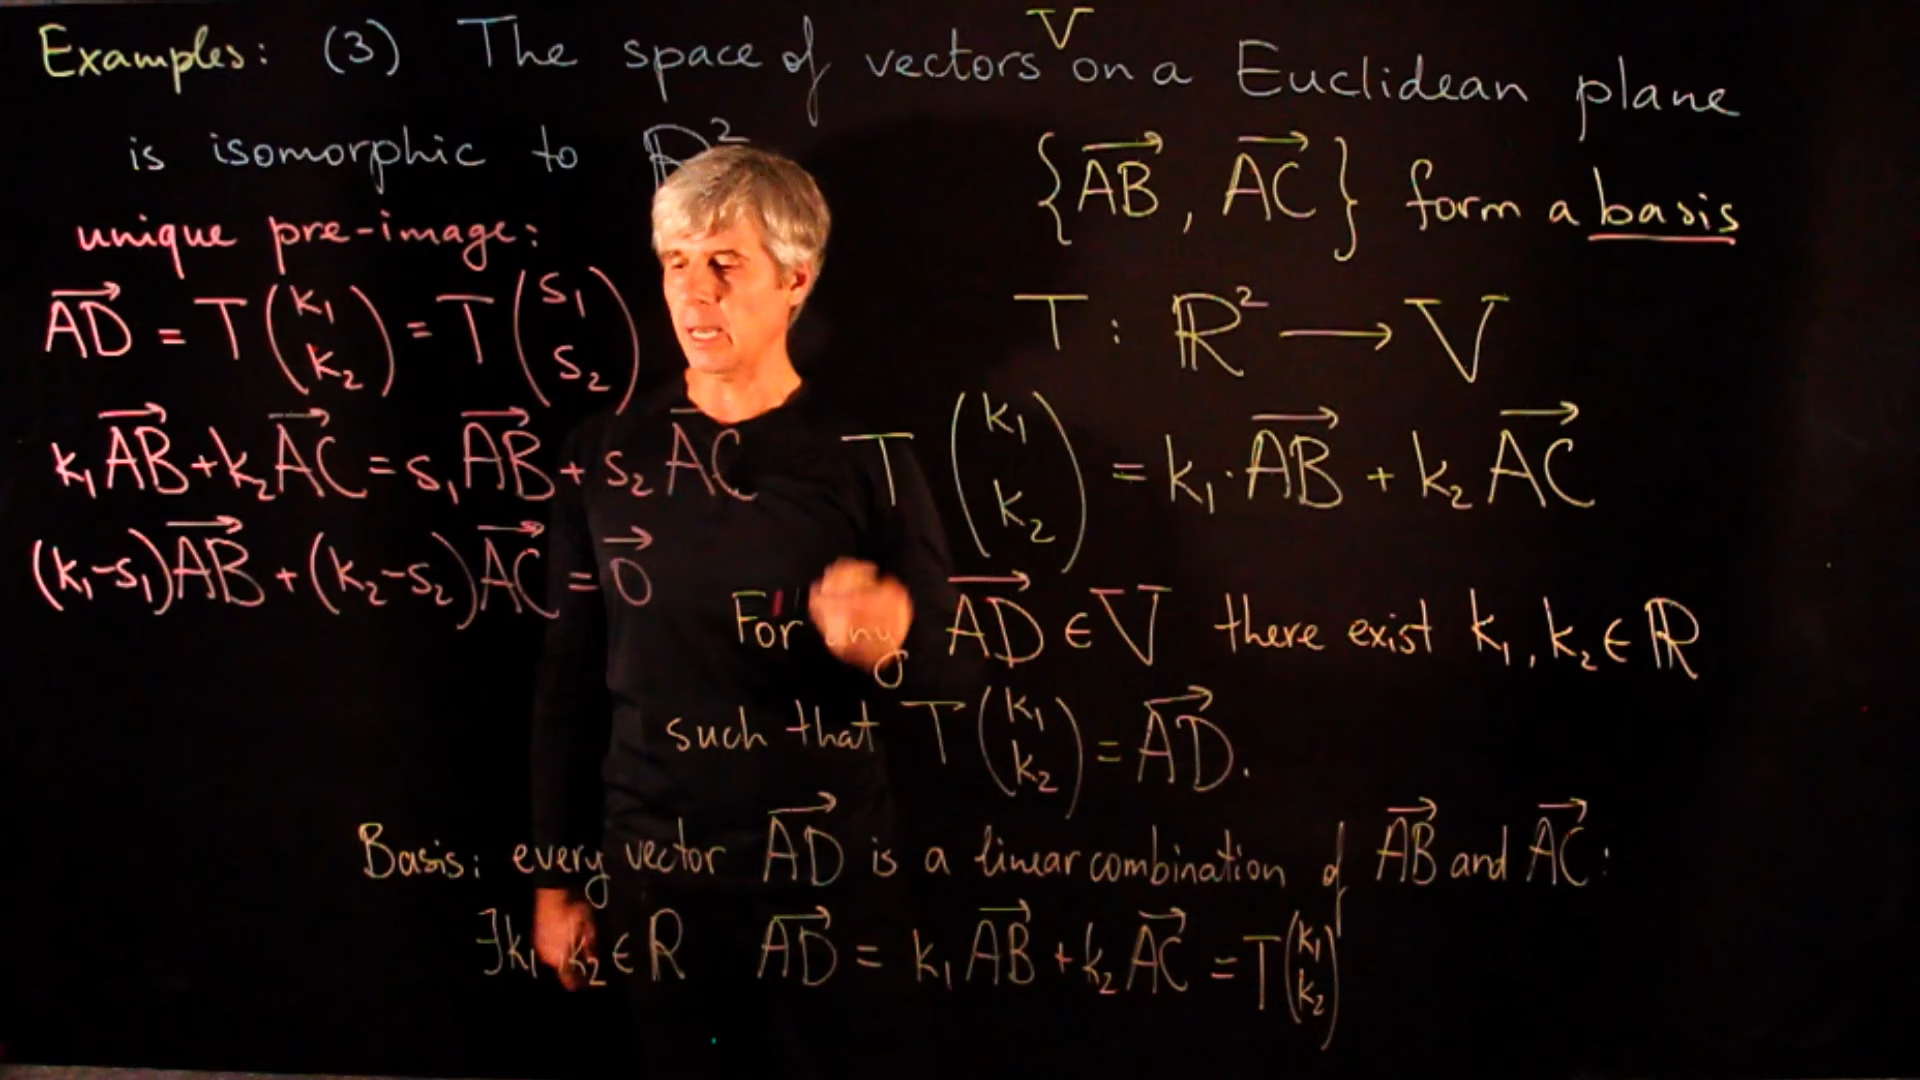 Examples: (3) The space of vectors V on a Euclidean plane
is isomorphic to ℝ²
{AB⃗, AC⃗} form a basis
unique pre-image:
AD⃗ = T(k₁ k₂) = T(s₁ s₂)
T: ℝ² ⟶ V
k₁AB⃗ + k₂AC⃗ = s₁AB⃗ + s₂AC⃗
T(k₁ k₂) = k₁·AB⃗ + k₂AC⃗
(k₁-s₁)AB⃗ + (k₂-s₂)AC⃗ = 0⃗
For any AD⃗ ∈ V there exist k₁, k₂ ∈ ℝ
such that T(k₁ k₂) = AD⃗.
Basis: every vector AD⃗ is a linear combination of AB⃗ and AC⃗:
∃k₁ k₂ ∈ R AD⃗ = k₁AB⃗ + k₂AC⃗ = T(k₁ k₂)